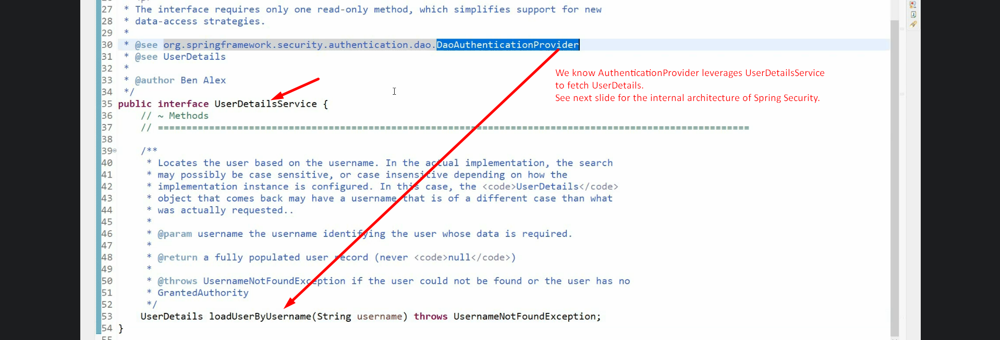 27 * The interface requires only one read-only method, which simplifies support for new
28 * data-access strategies.
29 *
30 * @see org.springframework.security.authentication.dao.DaoAuthenticationProvider
31 * @see UserDetails
32 *
33 * @author Ben Alex
34 */
We know AuthenticationProvider leverages UserDetailsService
to fetch UserDetails.
See next slide for the internal architecture of Spring Security.
35 public interface UserDetailsService {
36 // ~ Methods
37 // ========================================================================================================
38
39 /**
40 * Locates the user based on the username. In the actual implementation, the search
41 * may possibly be case sensitive, or case insensitive depending on how the
42 * implementation instance is configured. In this case, the <code>UserDetails</code>
43 * object that comes back may have a username that is of a different case than what
44 * was actually requested..
45 *
46 * @param username the username identifying the user whose data is required.
47 *
48 * @return a fully populated user record (never <code>null</code>)
49 *
50 * @throws UsernameNotFoundException if the user could not be found or the user has no
51 * GrantedAuthority
52 */
53 UserDetails loadUserByUsername(String username) throws UsernameNotFoundException;
54 }